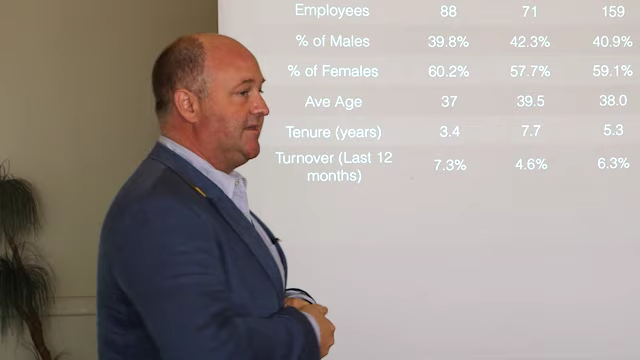 Employees 88 71 159
% of Males 39.8% 42.3% 40.9%
% of Females 60.2% 57.7% 59.1%
Ave Age 37 39.5 38.0
Tenure (years) 3.4 7.7 5.3
Turnover (Last 12 months) 7.3% 4.6% 6.3%